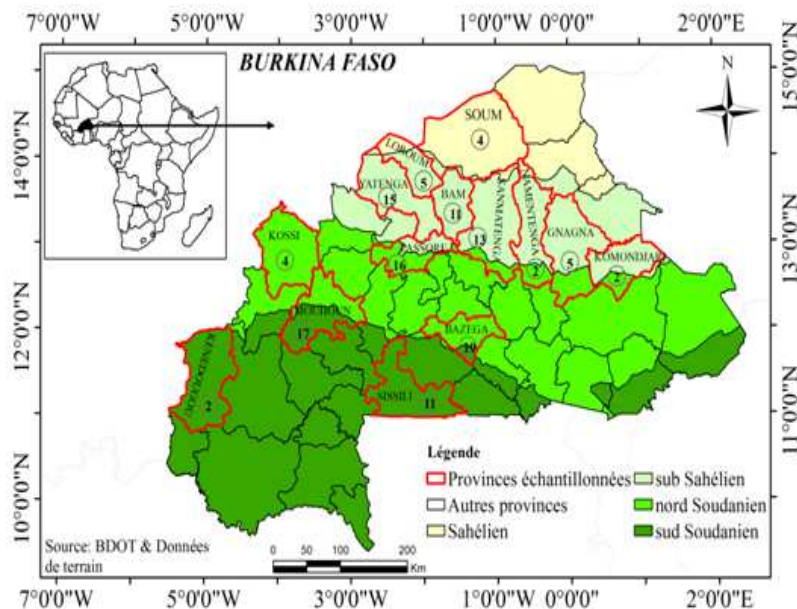 7°0'0"W 5°0'0"W 3°0'0"W 1°0'0"W 0°0'0" 2°0'0"E
BURKINA FASO
N
15°0'0"N
14°0'0"N
13°0'0"N
12°0'0"N
11°0'0"N
10°0'0"N
SOUM
4
LOROUM
5
YATENGA
15
BAM
11
SANMATENGA
13
NAMENTENGA
2
GNAGNA
5
KOMONDJARI
2
KOSSI
4
PASSORE
16
MOUHOUN
17
BAZEGA
2
SISSILI
11
Légende
Provinces échantillonnées
sub Sahélien
Autres provinces
nord Soudanien
Sahélien
sud Soudanien
Source: BDOT & Données
de terrain
0 50 100 200
Km
7°0'0"W 5°0'0"W 3°0'0"W 1°0'0"W 0°0'0" 2°0'0"E